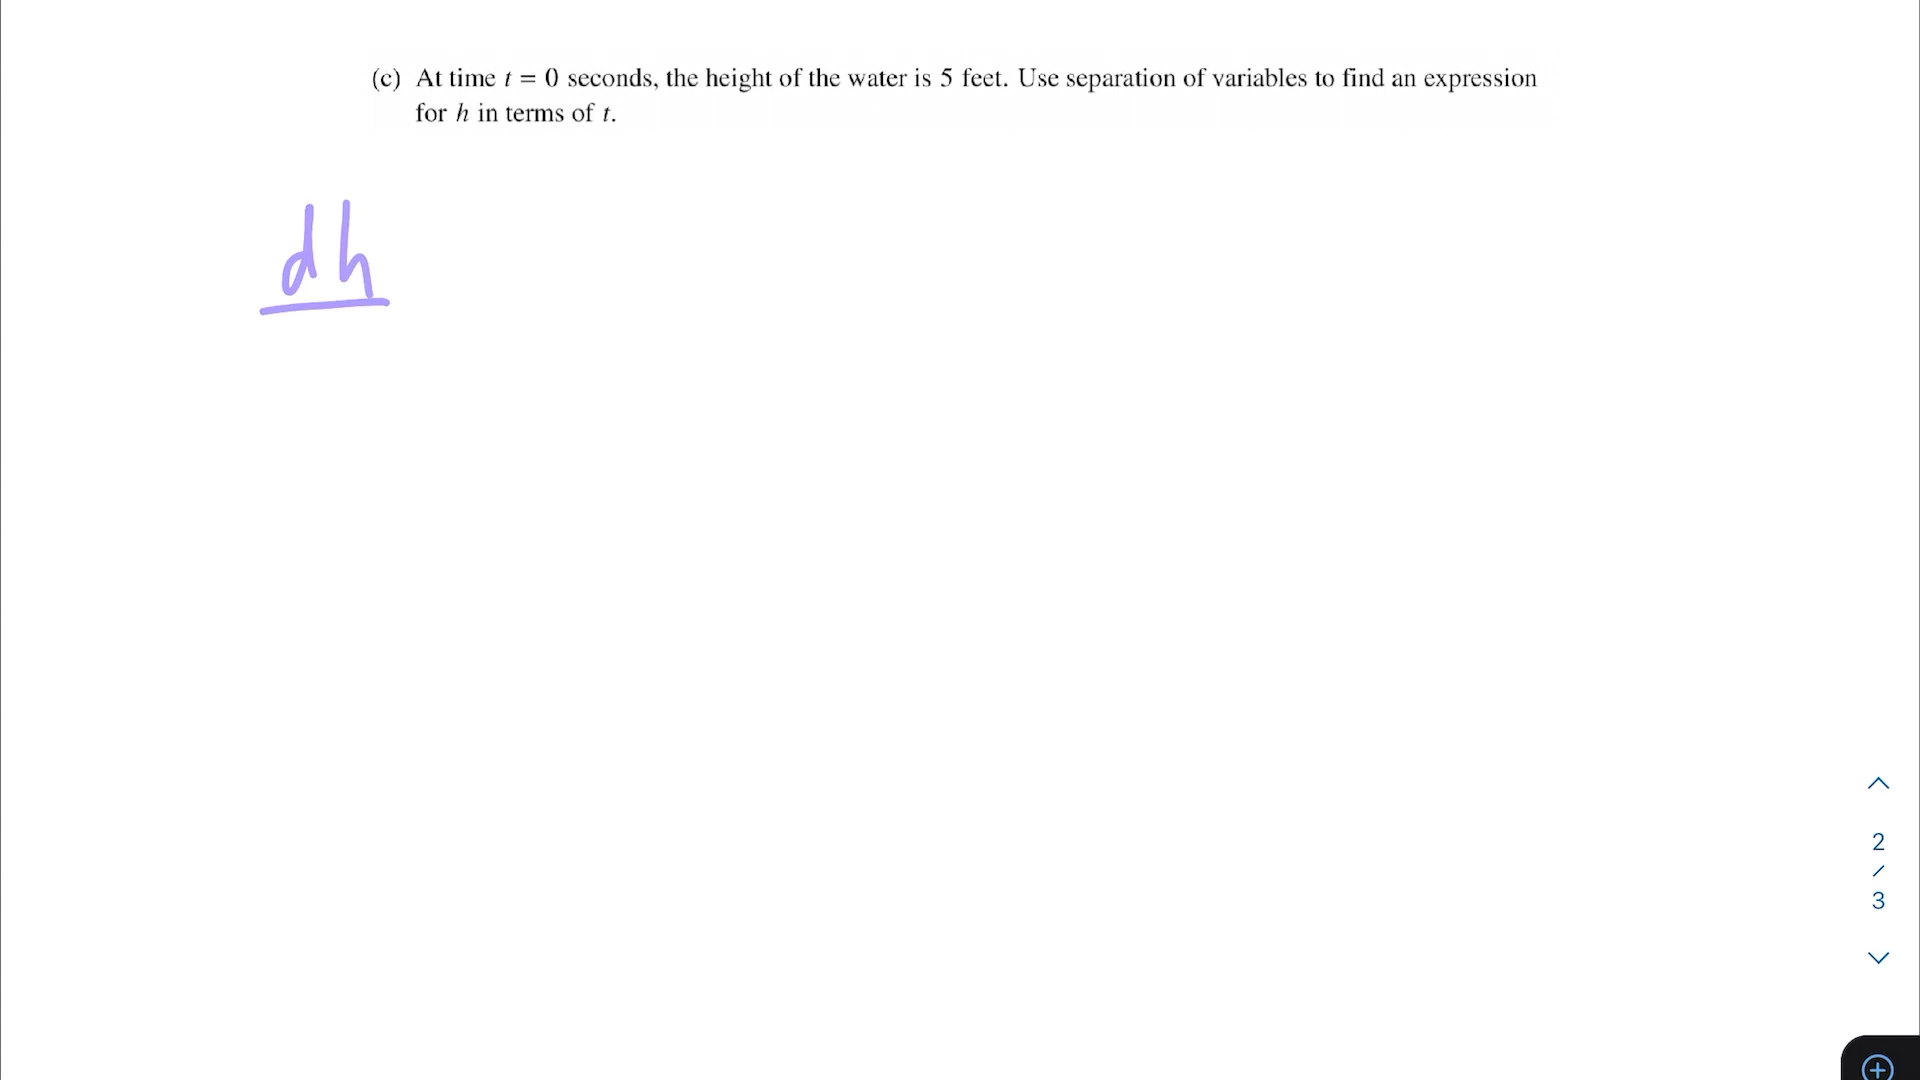 (c) At time t = 0 seconds, the height of the water is 5 feet. Use separation of variables to find an expression
for h in terms of t.
dh
2
/
3